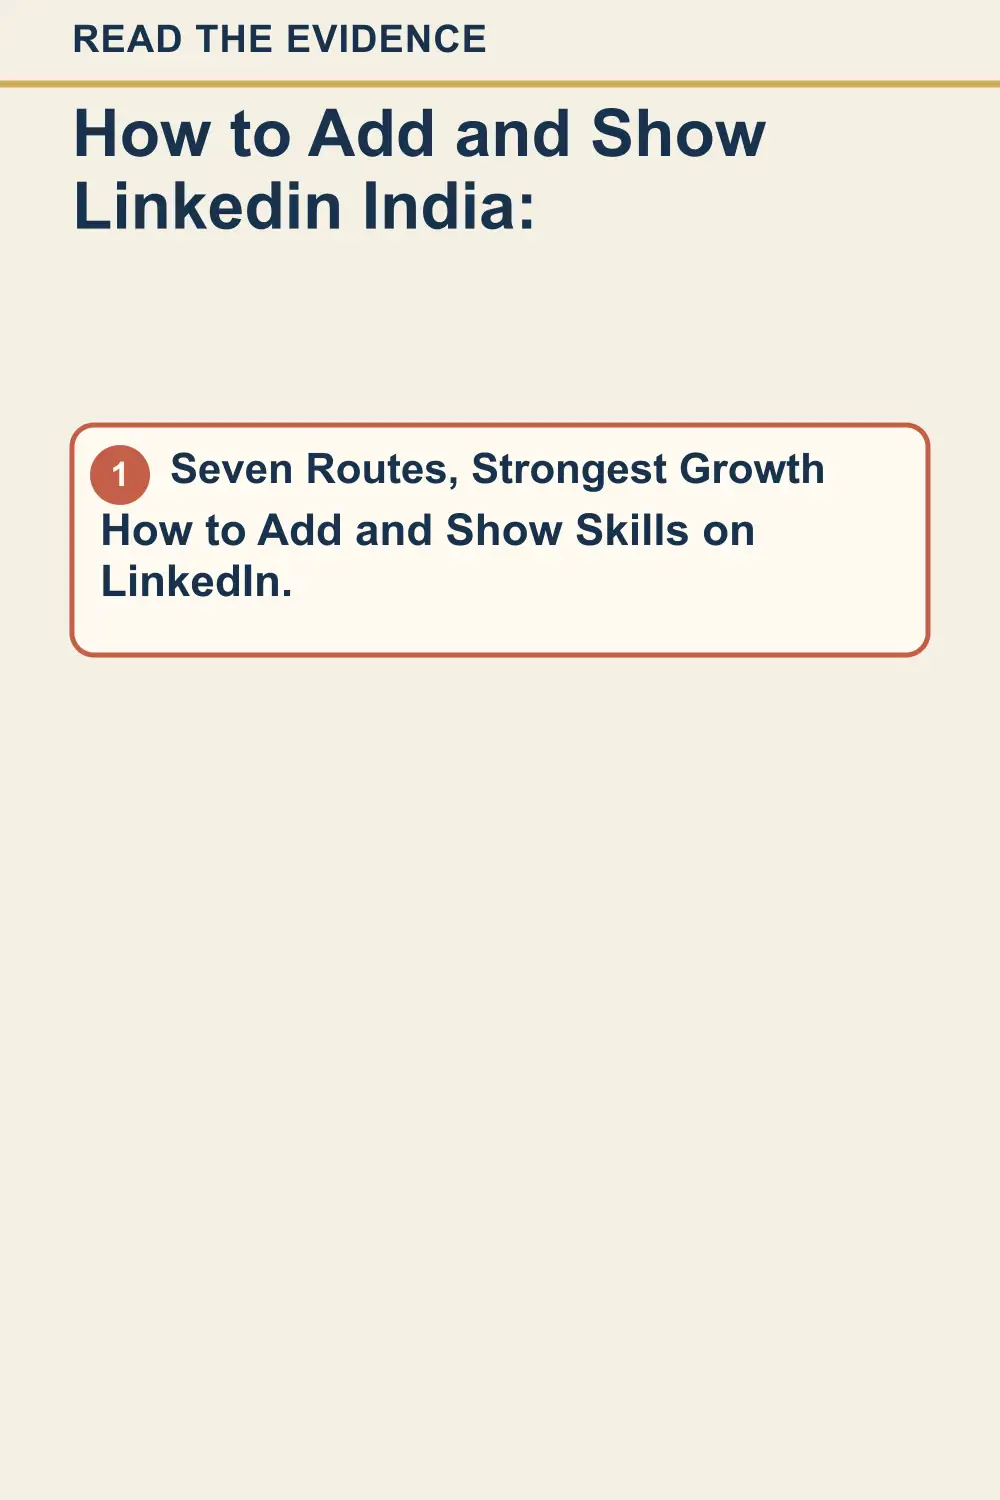 READ THE EVIDENCE
How to Add and Show
Linkedin India:
1 Seven Routes, Strongest Growth
How to Add and Show Skills on
LinkedIn.